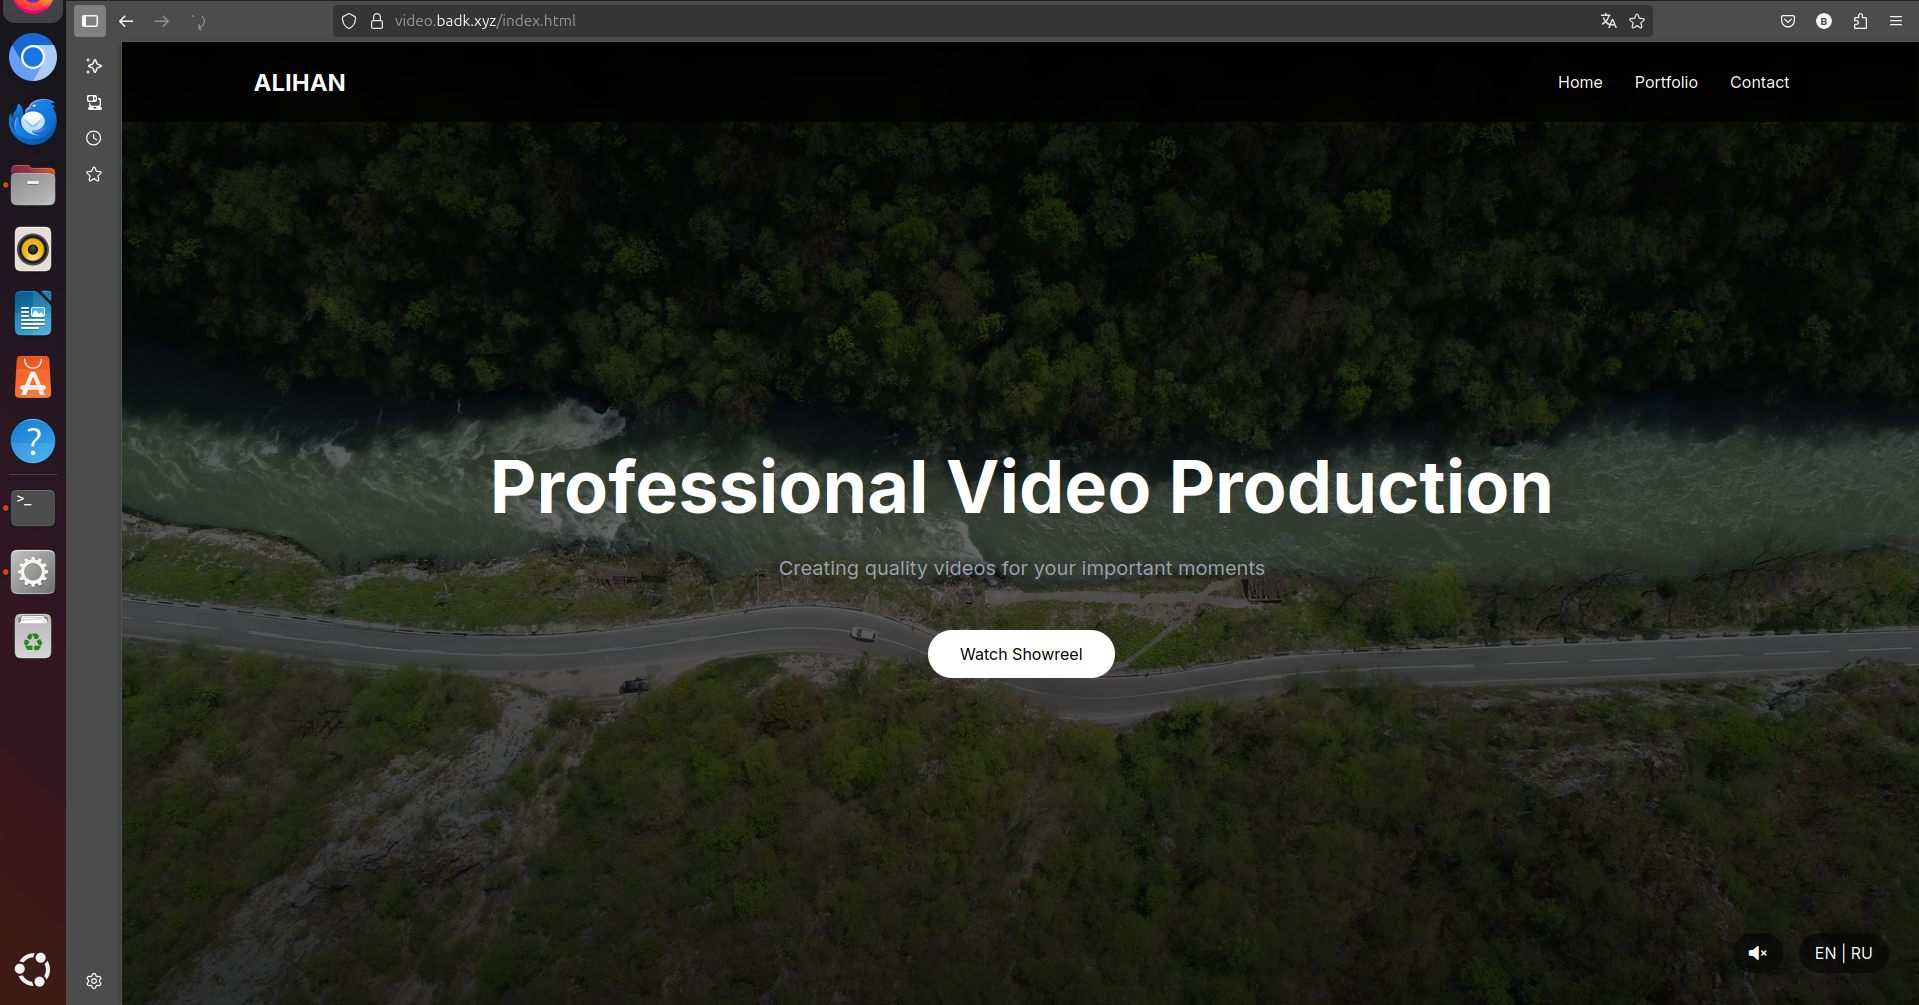 video.badk.xyz/index.html
B
ALIHAN
Home Portfolio Contact
Professional Video Production
Creating quality videos for your important moments
Watch Showreel
EN | RU